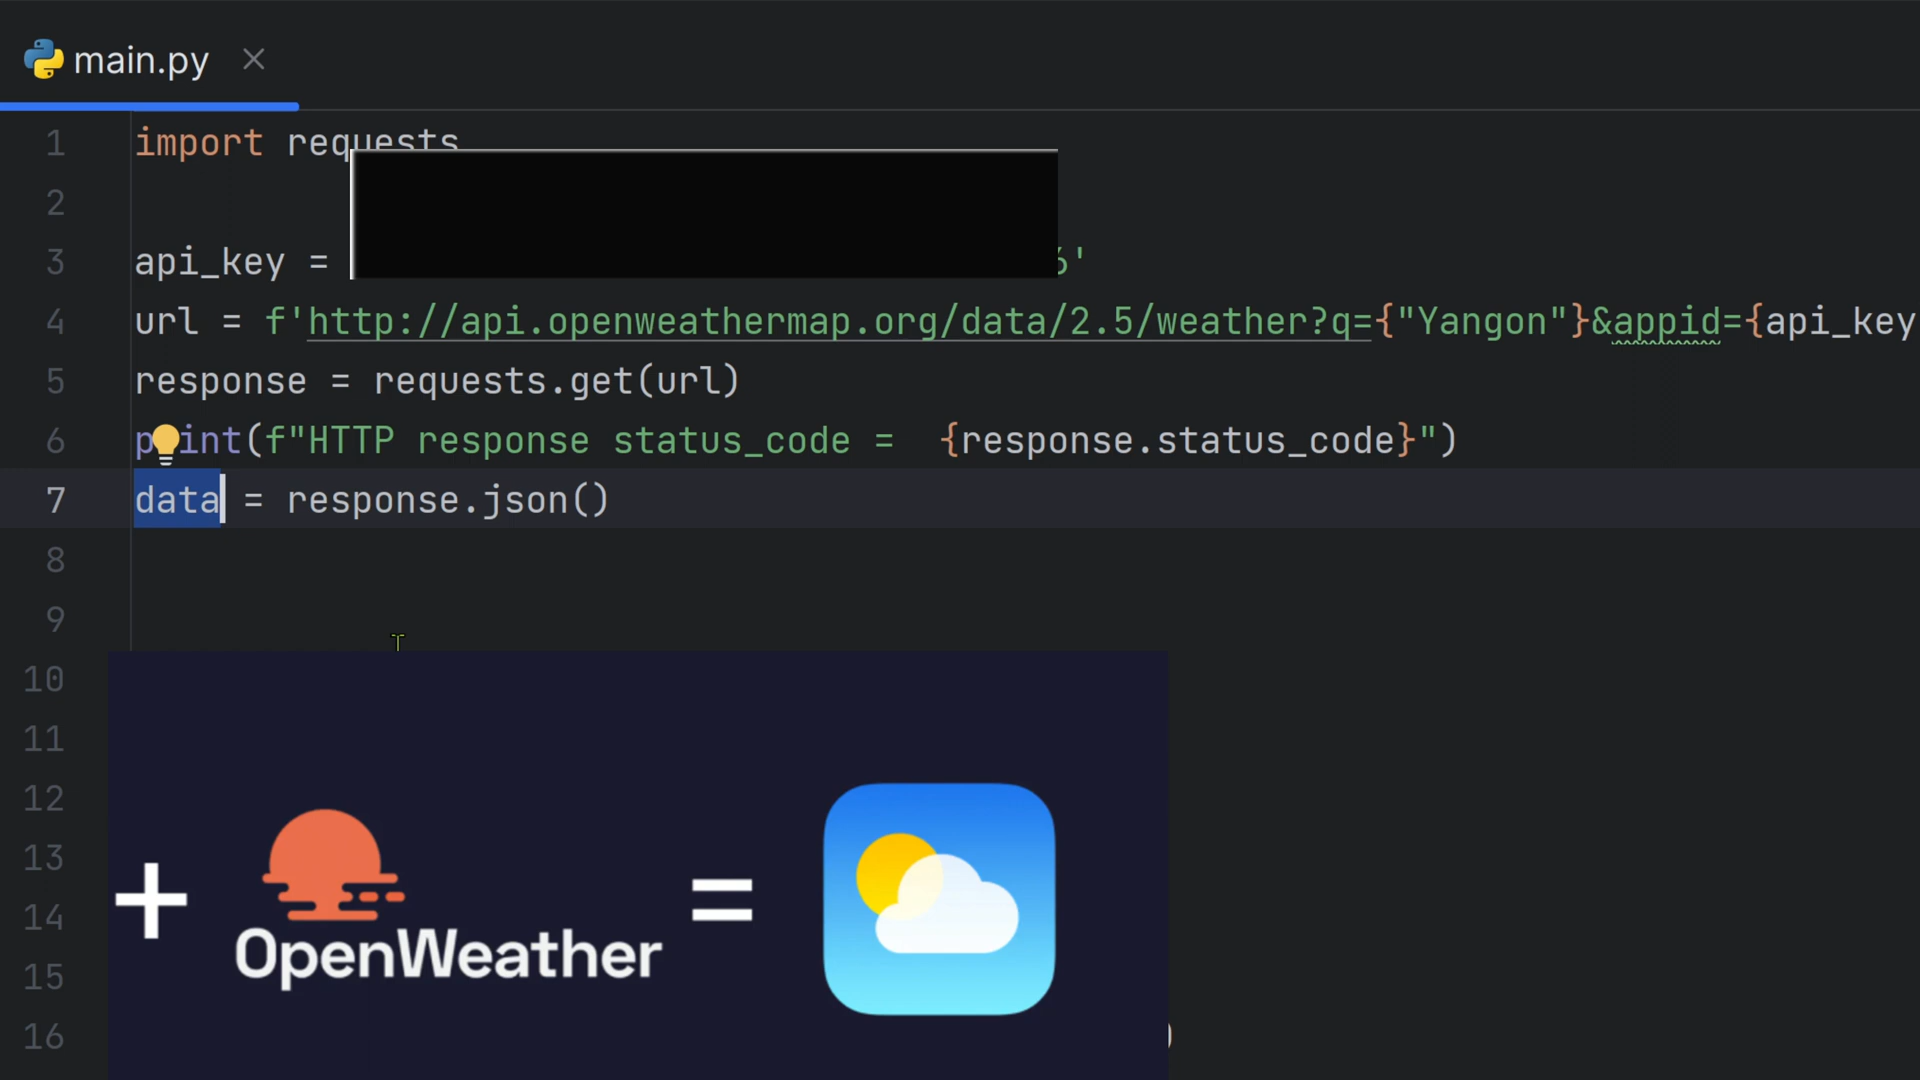 main.py
1 import requests
2
3 api_key = 6'
4 url = f'http://api.openweathermap.org/data/2.5/weather?q={"Yangon"}&appid={api_key
5 response = requests.get(url)
6 print(f"HTTP response status_code =  {response.status_code}")
7 data = response.json()
8
9
10
11
12
13
14
15
16 )
+ OpenWeather =